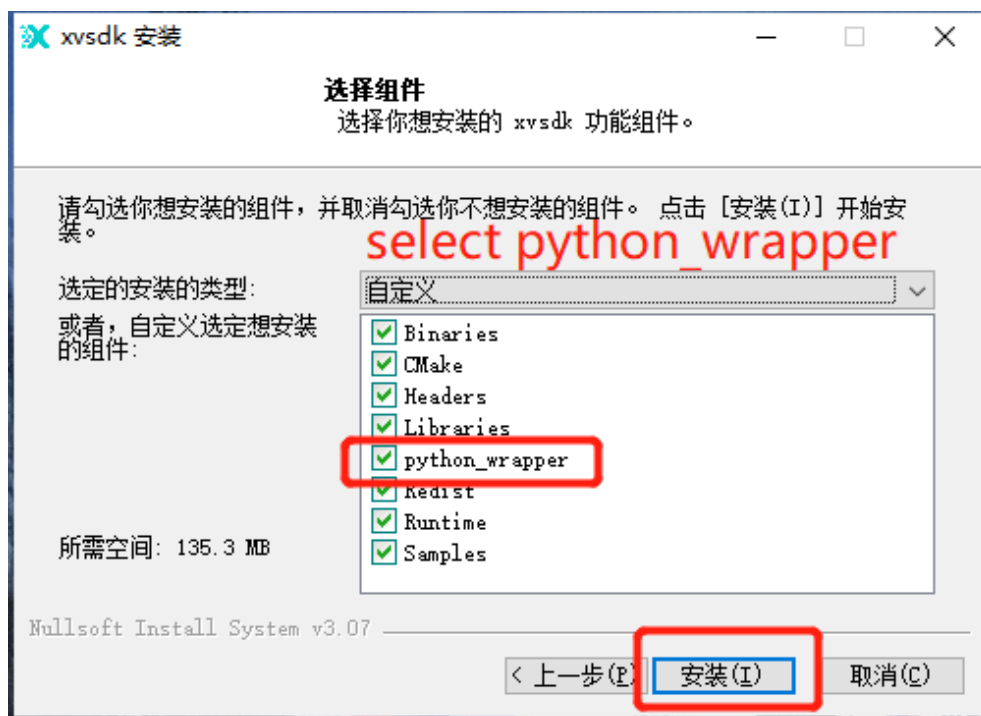 xvsdk 安装
选择组件
选择你想安装的 xvsdk 功能组件。
请勾选你想安装的组件，并取消勾选你不想安装的组件。 点击 [安装(I)] 开始安
装。
select python_wrapper
选定的安装的类型:
自定义
或者，自定义选定想安装
的组件:
Binaries
CMake
Headers
Libraries
python_wrapper
Redist
Runtime
Samples
所需空间: 135.3 MB
Nullsoft Install System v3.07
< 上一步(P)
安装(I)
取消(C)